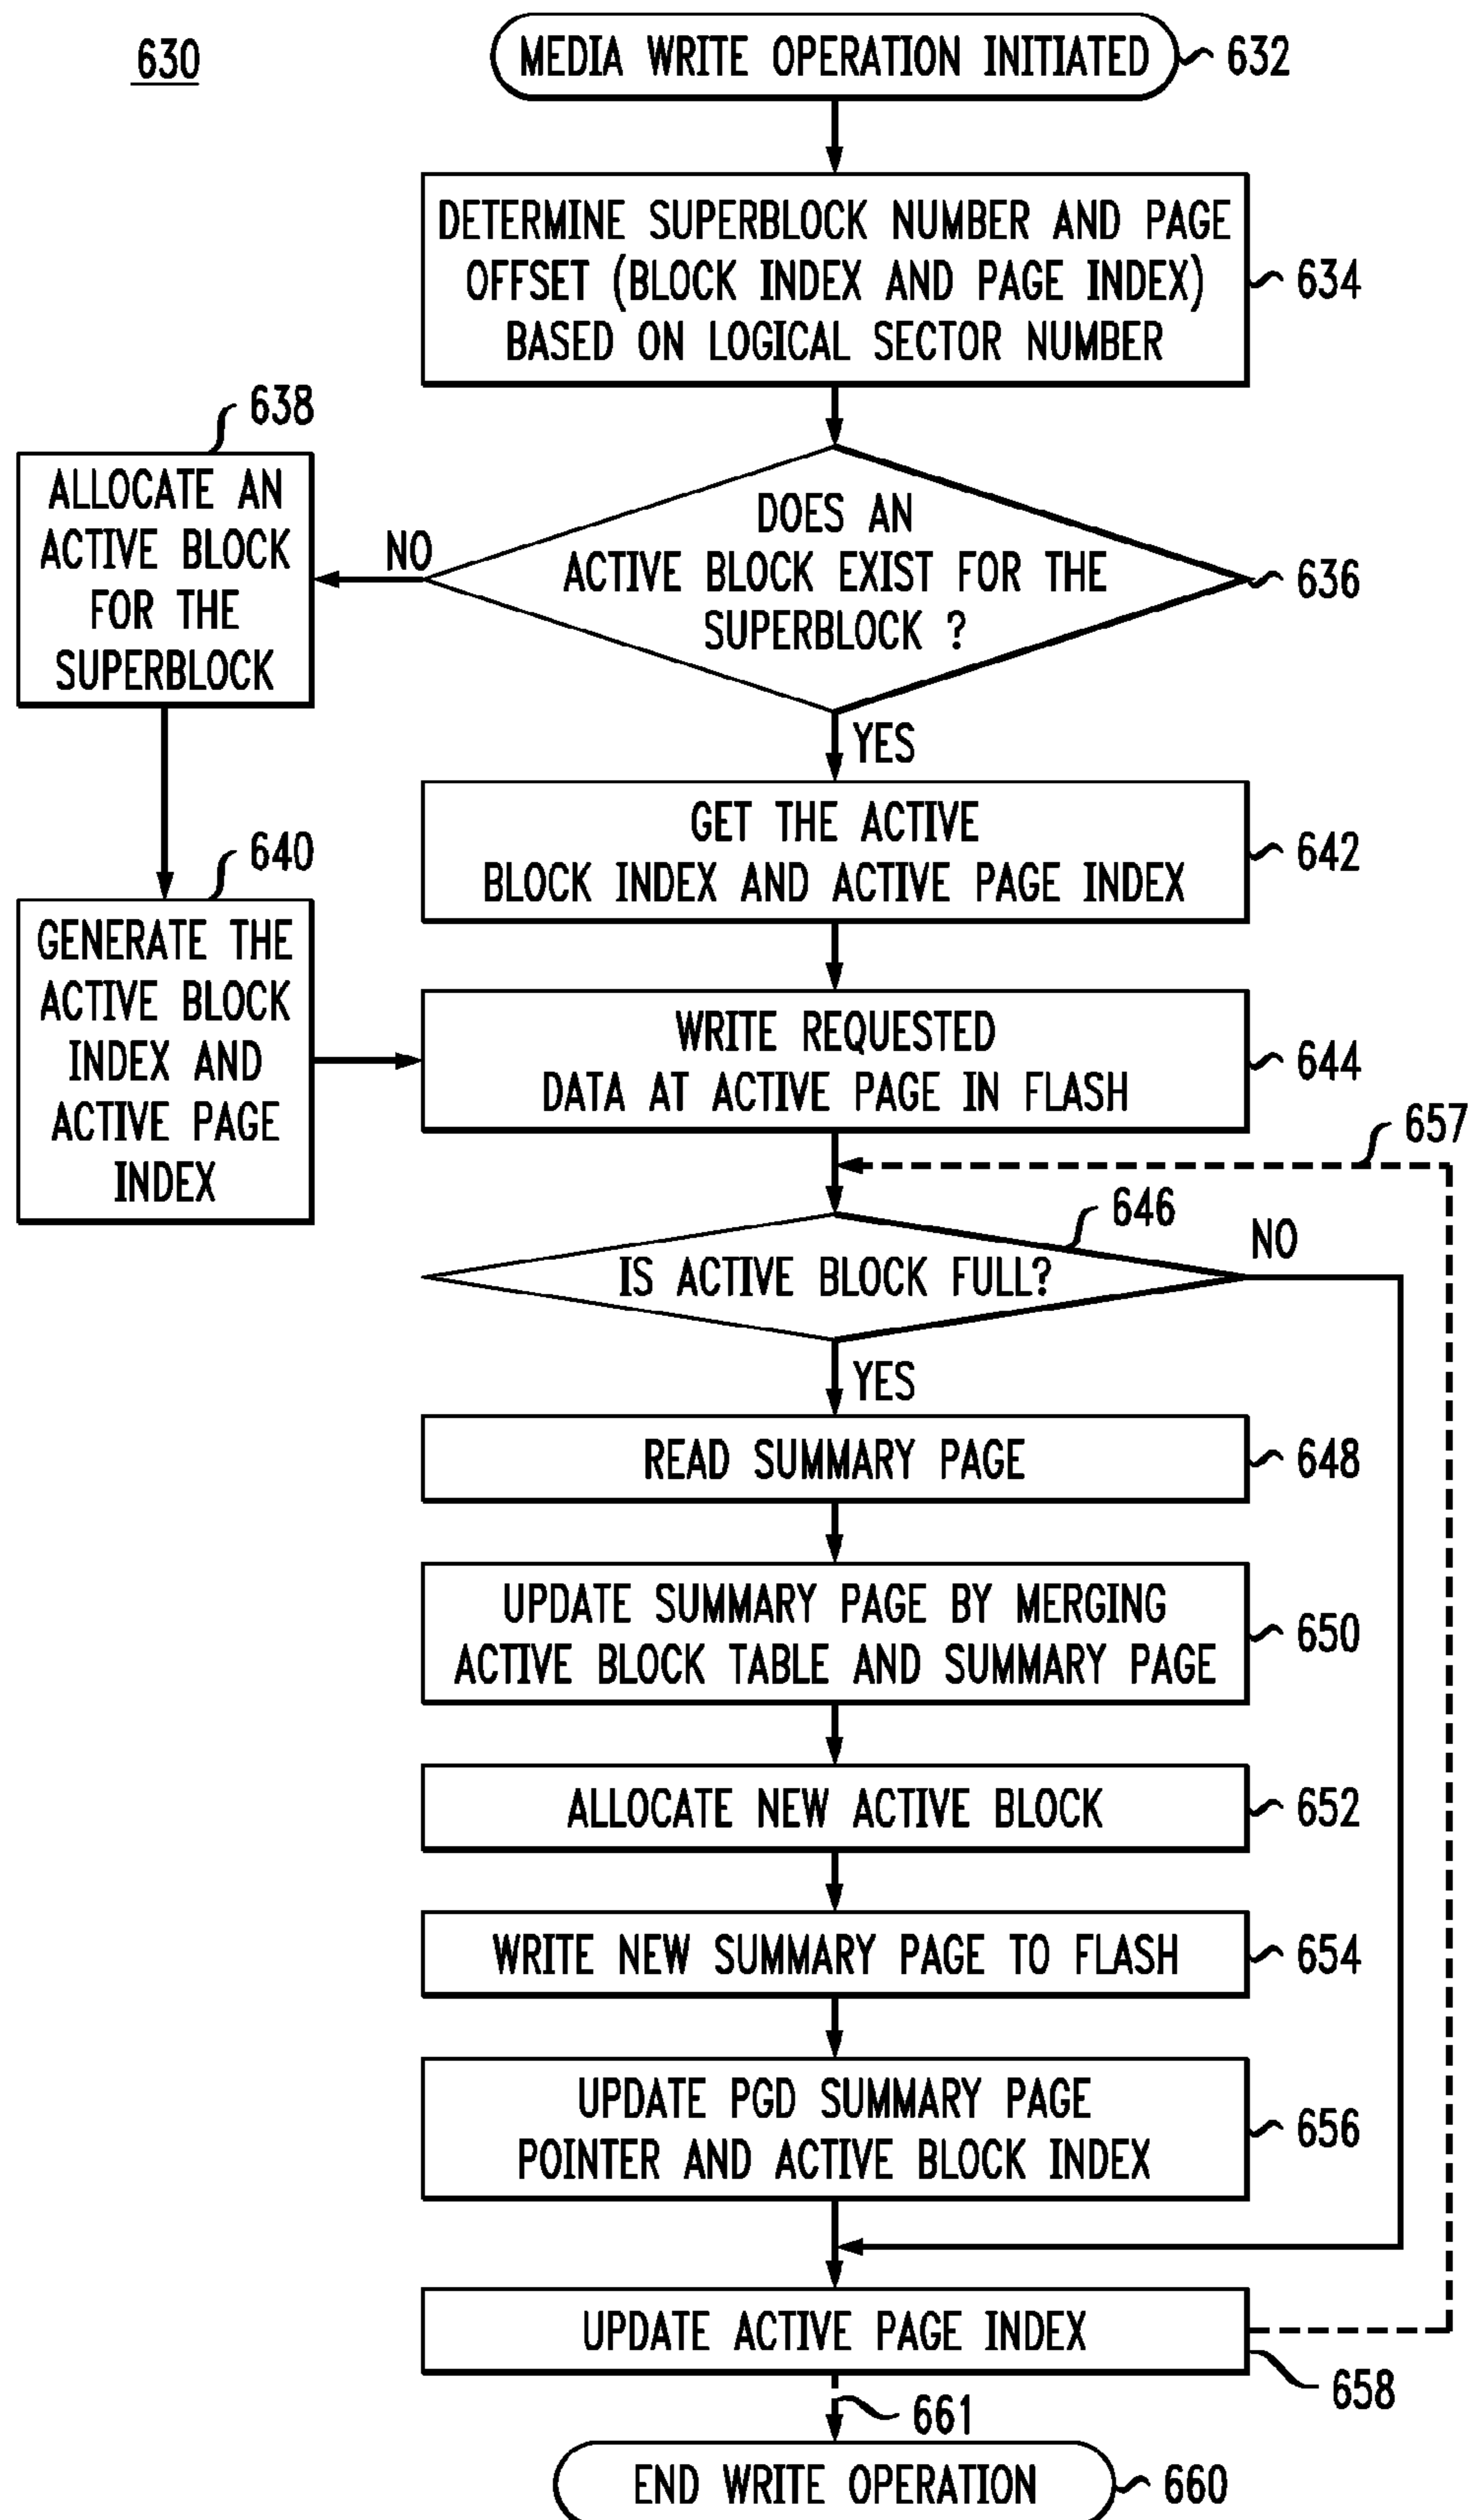 630
MEDIA WRITE OPERATION INITIATED
632
DETERMINE SUPERBLOCK NUMBER AND PAGE
OFFSET (BLOCK INDEX AND PAGE INDEX)
BASED ON LOGICAL SECTOR NUMBER
634
638
ALLOCATE AN
ACTIVE BLOCK
FOR THE
SUPERBLOCK
NO
DOES AN
ACTIVE BLOCK EXIST FOR THE
SUPERBLOCK ?
636
YES
640
GENERATE THE
ACTIVE BLOCK
INDEX AND
ACTIVE PAGE
INDEX
GET THE ACTIVE
BLOCK INDEX AND ACTIVE PAGE INDEX
642
WRITE REQUESTED
DATA AT ACTIVE PAGE IN FLASH
644
657
646
IS ACTIVE BLOCK FULL?
NO
YES
READ SUMMARY PAGE
648
UPDATE SUMMARY PAGE BY MERGING
ACTIVE BLOCK TABLE AND SUMMARY PAGE
650
ALLOCATE NEW ACTIVE BLOCK
652
WRITE NEW SUMMARY PAGE TO FLASH
654
UPDATE PGD SUMMARY PAGE
POINTER AND ACTIVE BLOCK INDEX
656
UPDATE ACTIVE PAGE INDEX
658
661
END WRITE OPERATION
660